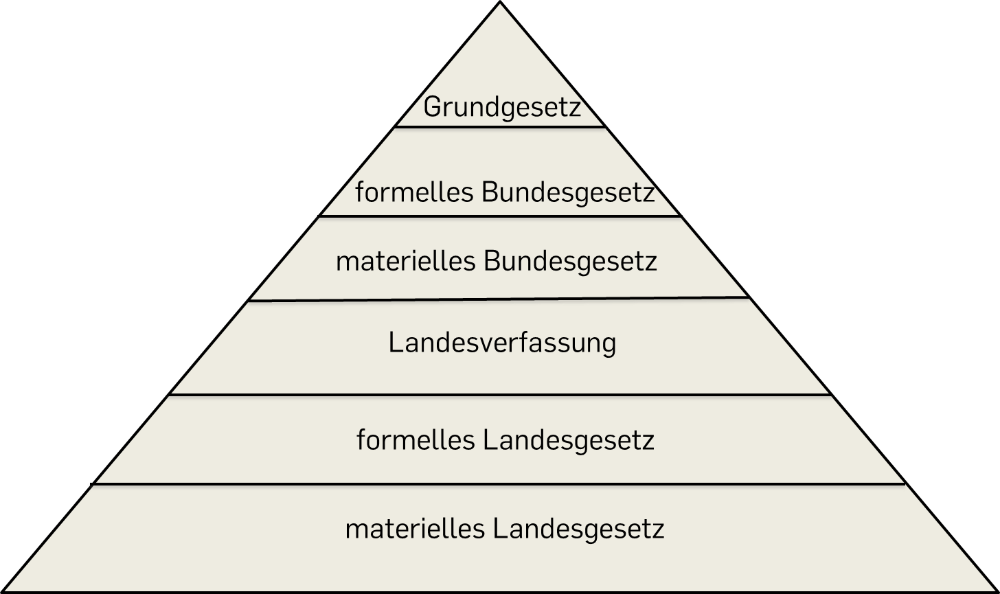 Grundgesetz
formelles Bundesgesetz
materielles Bundesgesetz
Landesverfassung
formelles Landesgesetz
materielles Landesgesetz